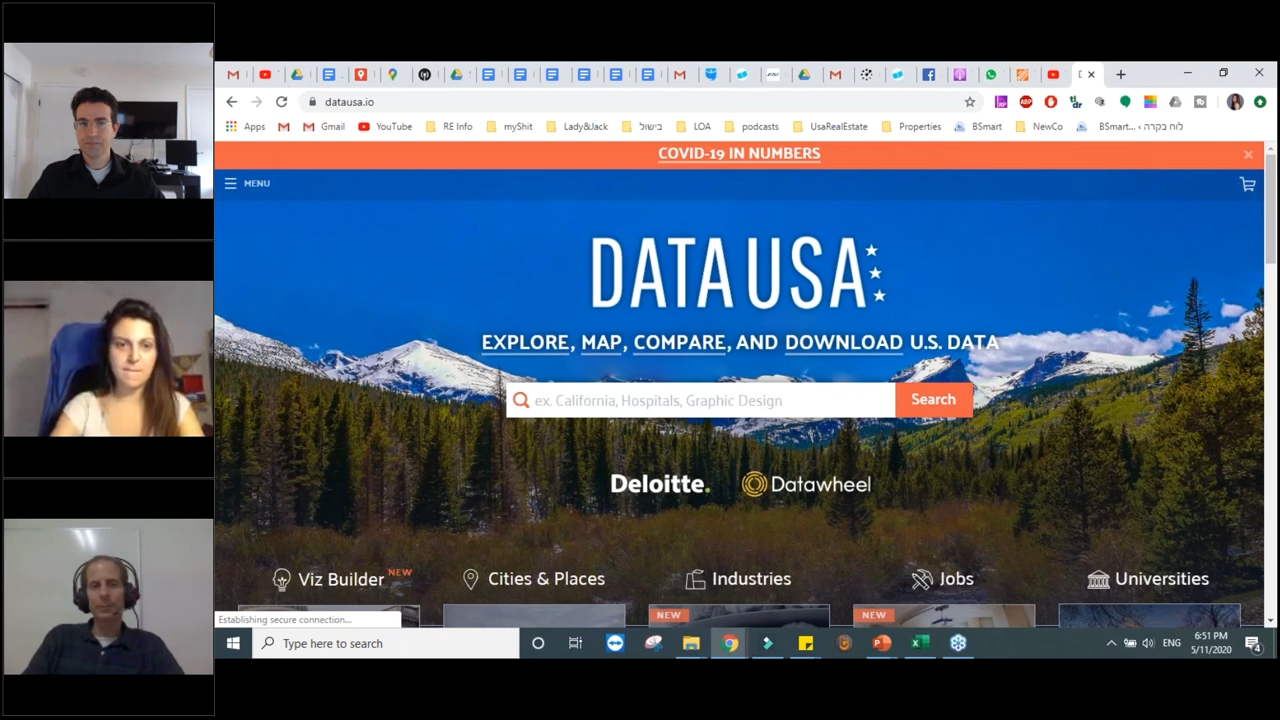 datausa.io
Apps
Gmail
YouTube
RE Info
myShit
Lady&Jack
בישול
LOA
podcasts
UsaRealEstate
Properties
BSmart
NewCo
BSmart... ‹ לוח בקרה
COVID-19 IN NUMBERS
MENU
DATA USA
EXPLORE, MAP, COMPARE, AND DOWNLOAD U.S. DATA
ex. California, Hospitals, Graphic Design
Search
Deloitte.
Datawheel
Viz Builder NEW
Cities & Places
Industries
Jobs
Universities
NEW
NEW
Establishing secure connection...
Type here to search
ENG
6:51 PM
5/11/2020
4